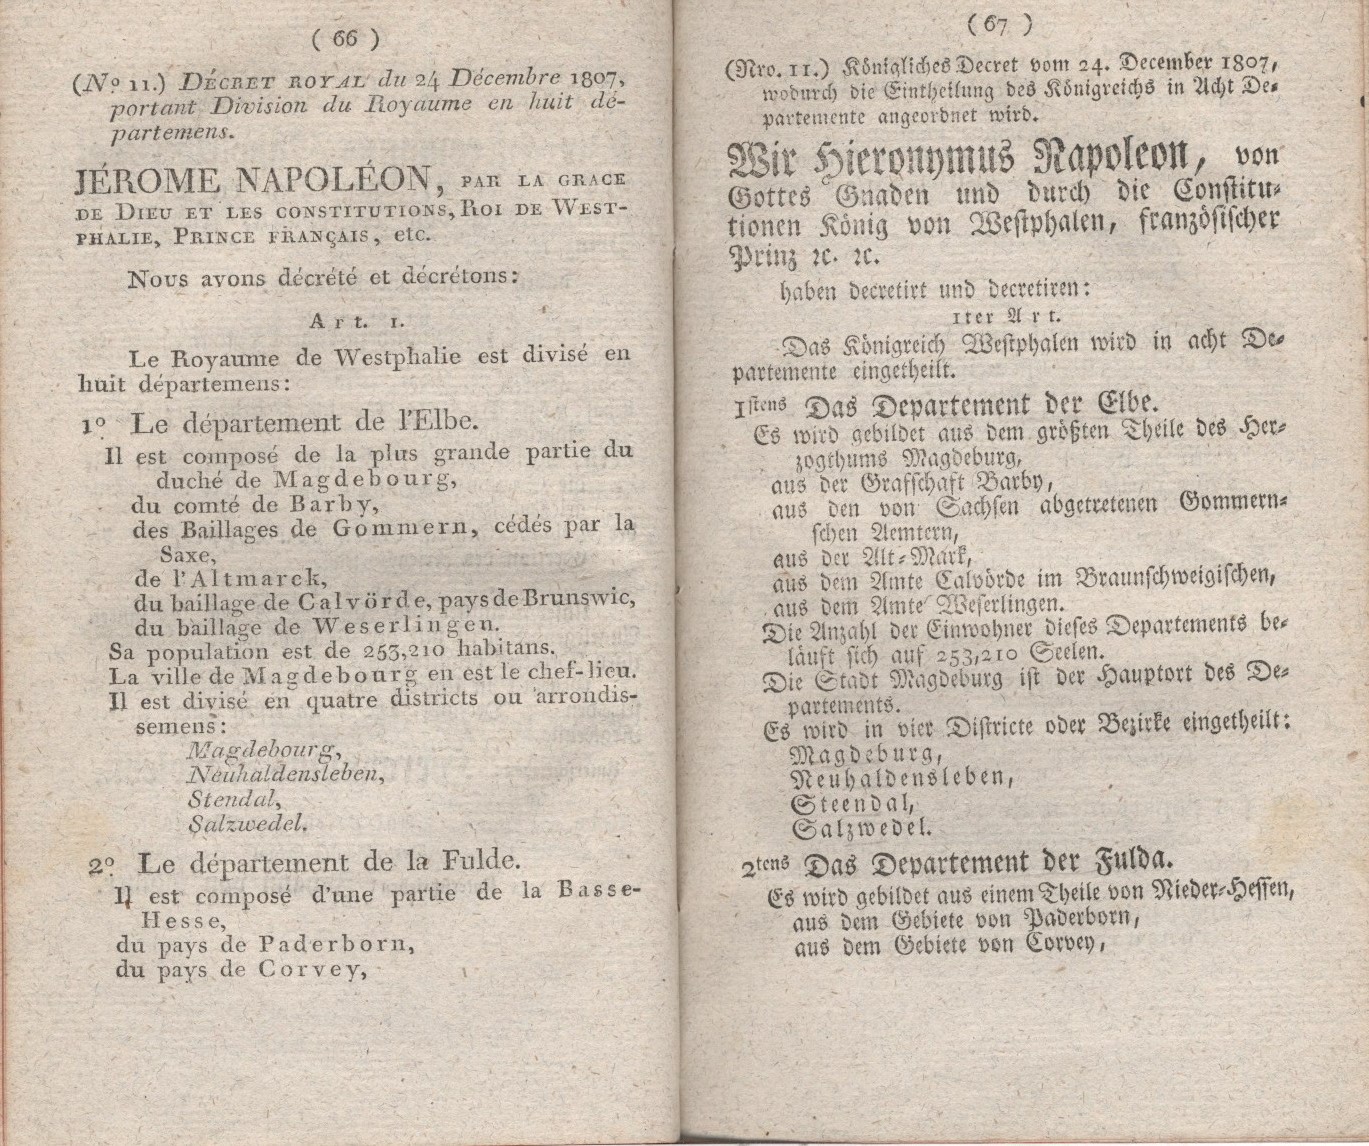 ( 66 )
(Nº 11.) DÉCRET ROYAL du 24 Décembre 1807,
portant Division du Royaume en huit dé-
partemens.
JÉROME NAPOLÉON, PAR LA GRACE
DE DIEU ET LES CONSTITUTIONS, ROI DE WEST-
PHALIE, PRINCE FRANÇAIS, etc.
Nous avons décrété et décrétons:
Art. 1.
Le Royaume de Westphalie est divisé en
huit départemens:
1º Le département de l'Elbe.
Il est composé de la plus grande partie du
duché de Magdebourg,
du comté de Barby,
des Baillages de Gommern, cédés par la
Saxe,
de l'Altmarck,
du baillage de Calvörde, pays de Brunswic,
du baillage de Weserlingen.
Sa population est de 253,210 habitans.
La ville de Magdebourg en est le chef-lieu.
Il est divisé en quatre districts ou arrondis-
semens:
Magdebourg,
Neuhaldensleben,
Stendal,
Salzwedel.
2º Le département de la Fulde.
Il est composé d'une partie de la Basse-
Hesse,
du pays de Paderborn,
du pays de Corvey,
( 67 )
(Nro. 11.) Königliches Decret vom 24. December 1807,
wodurch die Eintheilung des Königreichs in Acht De-
partemente angeordnet wird.
Wir Hieronymus Napoleon, von
Gottes Gnaden und durch die Constitu-
tionen König von Westphalen, französischer
Prinz ꝛc. ꝛc.
haben decretirt und decretiren:
1ter Art.
Das Königreich Westphalen wird in acht De-
partemente eingetheilt.
1stens Das Departement der Elbe.
Es wird gebildet aus dem größten Theile des Her-
zogthums Magdeburg,
aus der Grafschaft Barby,
aus den von Sachsen abgetretenen Gommern-
schen Aemtern,
aus der Alt-Mark,
aus dem Amte Calvörde im Braunschweigischen,
aus dem Amte Weserlingen.
Die Anzahl der Einwohner dieses Departements be-
läuft sich auf 253,210 Seelen.
Die Stadt Magdeburg ist der Hauptort des De-
partements.
Es wird in vier Districte oder Bezirke eingetheilt:
Magdeburg,
Neuhaldensleben,
Steendal,
Salzwedel.
2tens Das Departement der Fulda.
Es wird gebildet aus einem Theile von Nieder-Hessen,
aus dem Gebiete von Paderborn,
aus dem Gebiete von Corvey,